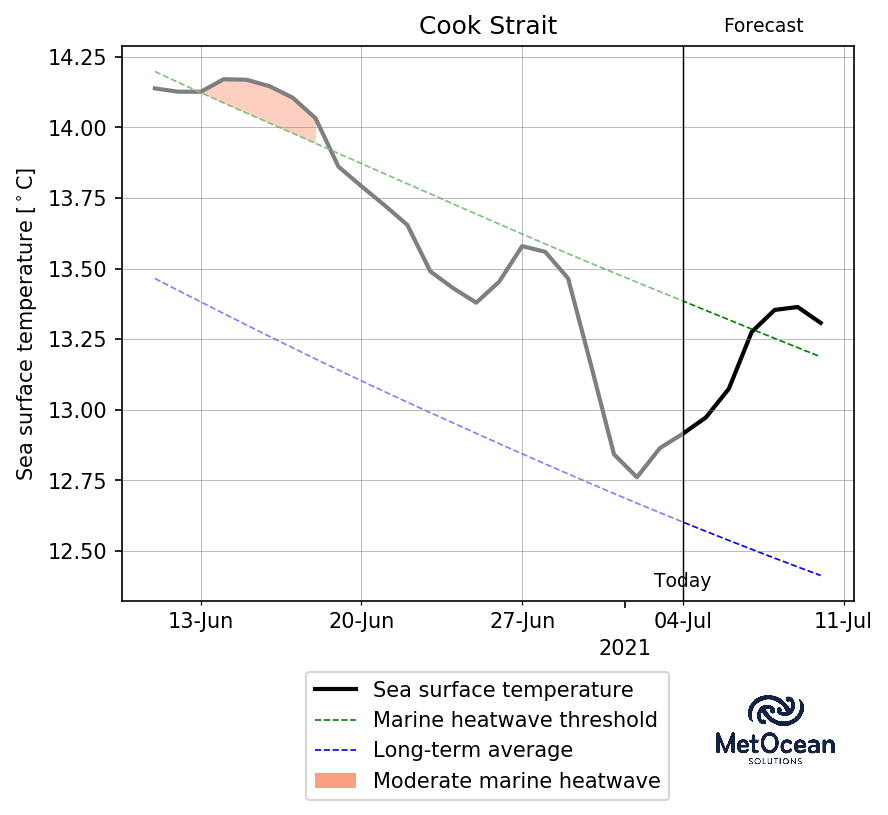 Cook Strait
Forecast
14.25
14.00
13.75
13.50
13.25
13.00
12.75
12.50
Sea surface temperature [°C]
Today
13-Jun 20-Jun 27-Jun 04-Jul 11-Jul
2021
Sea surface temperature
Marine heatwave threshold
Long-term average
Moderate marine heatwave
MetOcean
SOLUTIONS